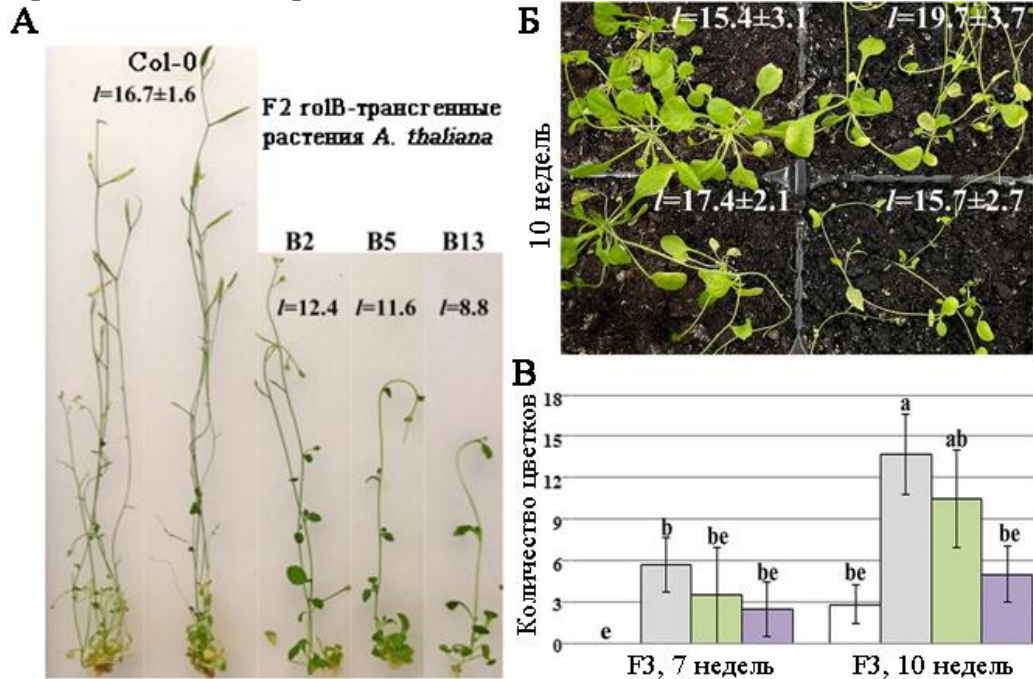 А
Col-0
l=16.7±1.6
F2 rolB-трансгенные
растения A. thaliana
B2 B5 B13
l=12.4 l=11.6 l=8.8
Б
10 недель
l=15.4±3.1 l=19.7±3.7
l=17.4±2.1 l=15.7±2.7
В
Количество цветков
18
15
12
9
6
3
0
e b be be be a ab be
F3, 7 недель F3, 10 недель